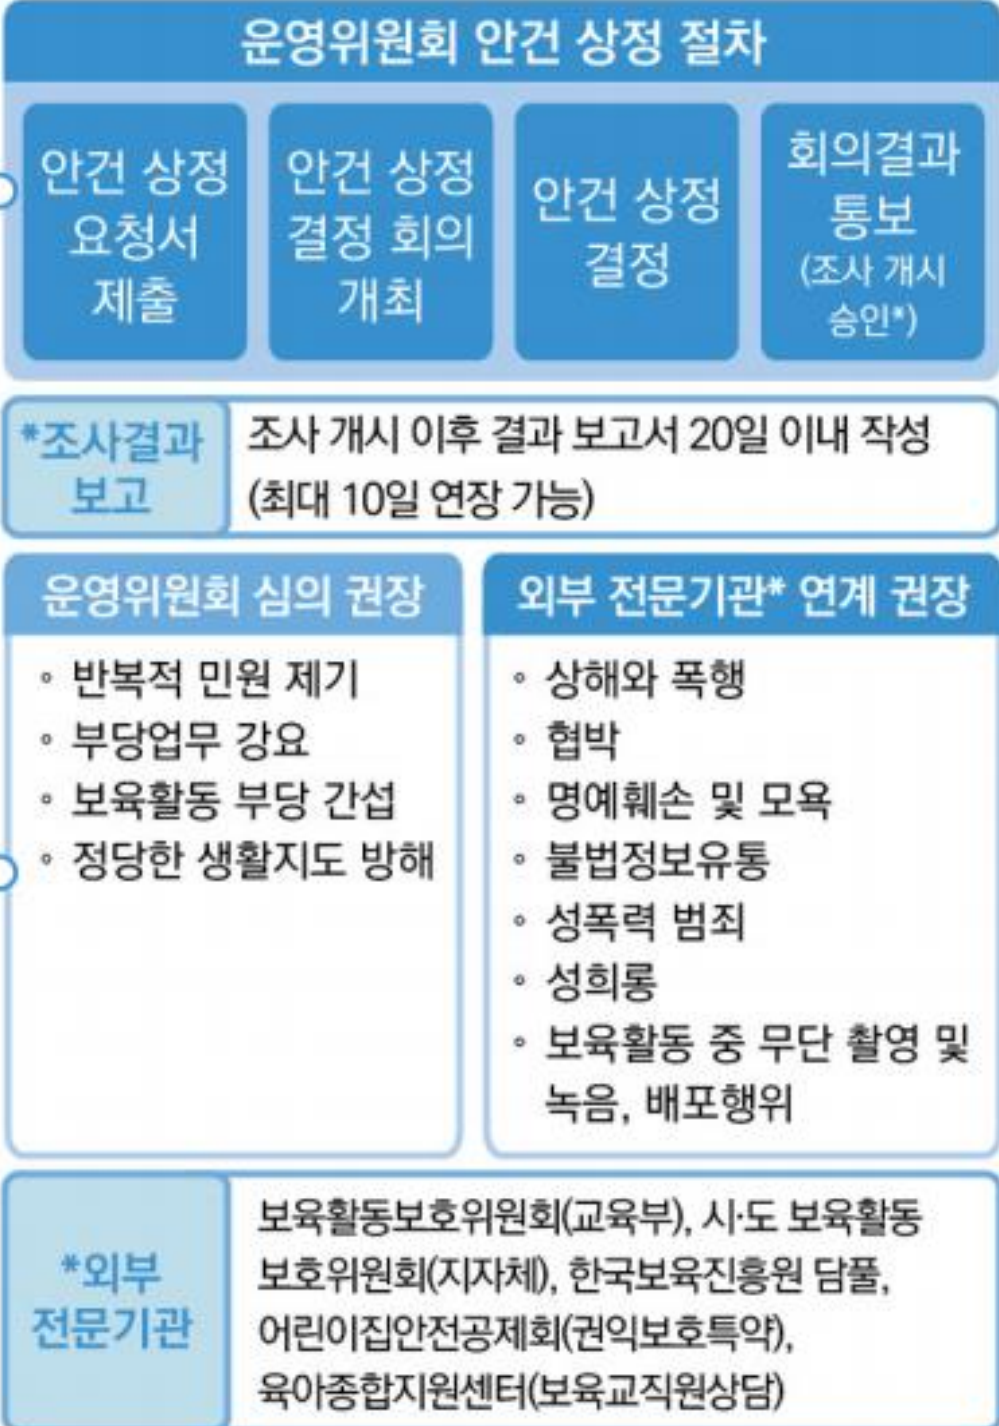 운영위원회 안건 상정 절차
안건 상정
요청서
제출
안건 상정
결정 회의
개최
안건 상정
결정
회의결과
통보
(조사 개시
승인*)
*조사결과
보고
조사 개시 이후 결과 보고서 20일 이내 작성
(최대 10일 연장 가능)
운영위원회 심의 권장
◦ 반복적 민원 제기
◦ 부당업무 강요
◦ 보육활동 부당 간섭
◦ 정당한 생활지도 방해
외부 전문기관* 연계 권장
◦ 상해와 폭행
◦ 협박
◦ 명예훼손 및 모욕
◦ 불법정보유통
◦ 성폭력 범죄
◦ 성희롱
◦ 보육활동 중 무단 촬영 및
녹음, 배포행위
*외부
전문기관
보육활동보호위원회(교육부), 시·도 보육활동
보호위원회(지자체), 한국보육진흥원 담풀,
어린이집안전공제회(권익보호특약),
육아종합지원센터(보육교직원상담)